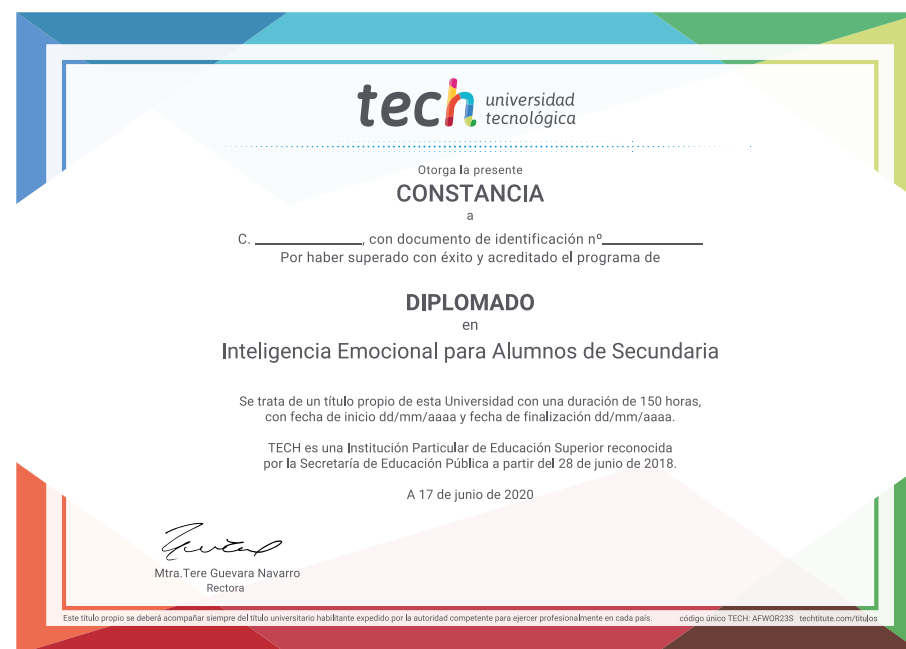 tech universidad
tecnológica
Otorga la presente
CONSTANCIA
a
C. ____________, con documento de identificación nº____________
Por haber superado con éxito y acreditado el programa de
DIPLOMADO
en
Inteligencia Emocional para Alumnos de Secundaria
Se trata de un título propio de esta Universidad con una duración de 150 horas,
con fecha de inicio dd/mm/aaaa y fecha de finalización dd/mm/aaaa.
TECH es una Institución Particular de Educación Superior reconocida
por la Secretaría de Educación Pública a partir del 28 de junio de 2018.
A 17 de junio de 2020
Mtra.Tere Guevara Navarro
Rectora
Este título propio se deberá acompañar siempre del título universitario habilitante expedido por la autoridad competente para ejercer profesionalmente en cada país. código único TECH: AFWOR23S techtitute.com/titulos